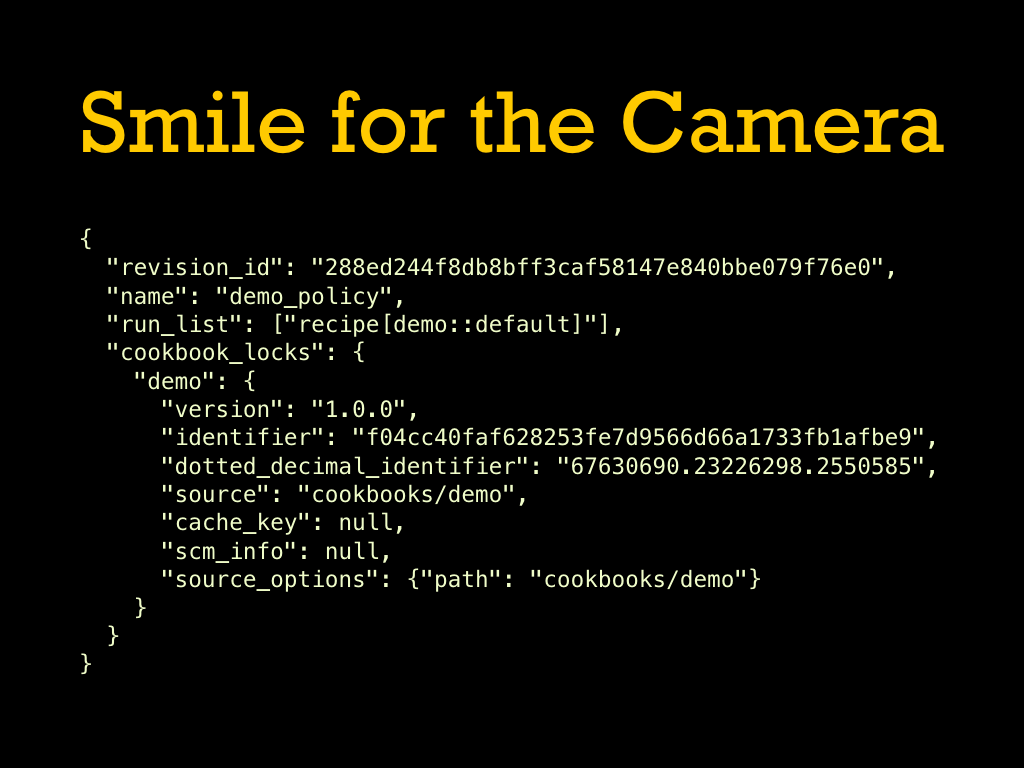 Smile for the Camera
{
  "revision_id": "288ed244f8db8bff3caf58147e840bbe079f76e0",
  "name": "demo_policy",
  "run_list": ["recipe[demo::default]"],
  "cookbook_locks": {
    "demo": {
      "version": "1.0.0",
      "identifier": "f04cc40faf628253fe7d9566d66a1733fb1afbe9",
      "dotted_decimal_identifier": "67630690.23226298.2550585",
      "source": "cookbooks/demo",
      "cache_key": null,
      "scm_info": null,
      "source_options": {"path": "cookbooks/demo"}
    }
  }
}